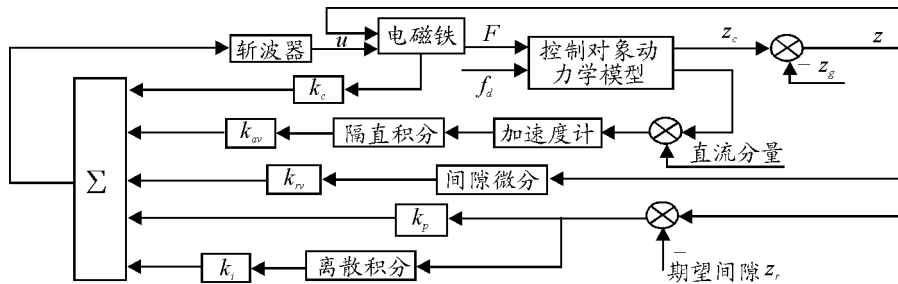 斩波器
u
电磁铁
F
控制对象动
力学模型
z_c
z
− z_g
f_d
k_c
k_av
隔直积分
加速度计
直流分量
Σ
k_rv
间隙微分
k_p
−
期望间隙 z_r
k_i
离散积分